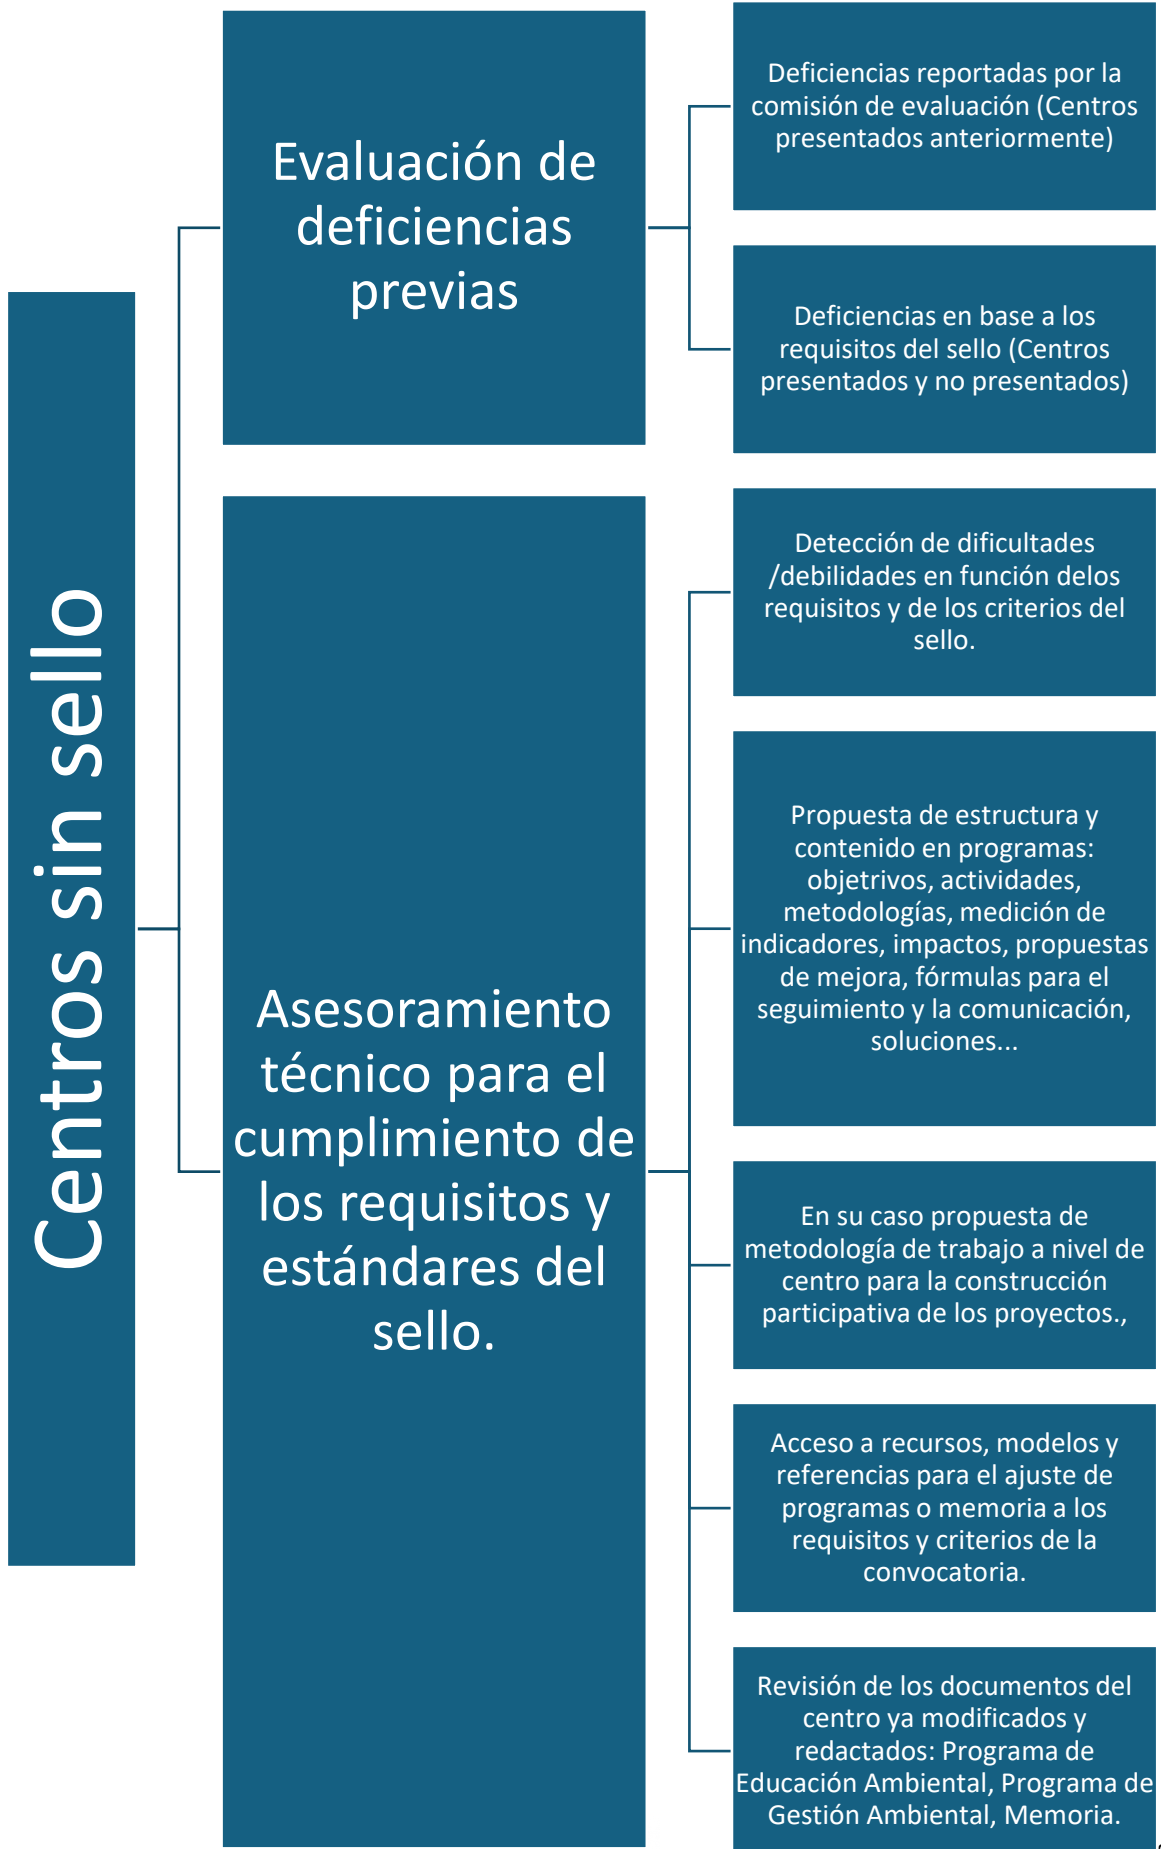 Centros sin sello
Evaluación de
deficiencias
previas
Deficiencias reportadas por la
comisión de evaluación (Centros
presentados anteriormente)
Deficiencias en base a los
requisitos del sello (Centros
presentados y no presentados)
Asesoramiento
técnico para el
cumplimiento de
los requisitos y
estándares del
sello.
Detección de dificultades
/debilidades en función delos
requisitos y de los criterios del
sello.
Propuesta de estructura y
contenido en programas:
objetrivos, actividades,
metodologías, medición de
indicadores, impactos, propuestas
de mejora, fórmulas para el
seguimiento y la comunicación,
soluciones...
En su caso propuesta de
metodología de trabajo a nivel de
centro para la construcción
participativa de los proyectos.,
Acceso a recursos, modelos y
referencias para el ajuste de
programas o memoria a los
requisitos y criterios de la
convocatoria.
Revisión de los documentos del
centro ya modificados y
redactados: Programa de
Educación Ambiental, Programa de
Gestión Ambiental, Memoria.